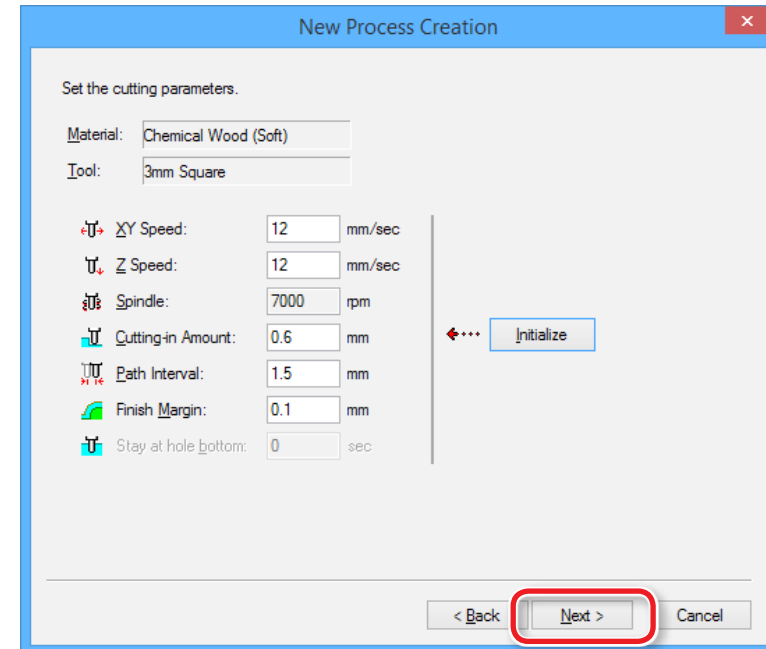 New Process Creation
Set the cutting parameters.
Material: Chemical Wood (Soft)
Tool: 3mm Square
XY Speed: 12 mm/sec
Z Speed: 12 mm/sec
Spindle: 7000 rpm
Cutting-in Amount: 0.6 mm
Initialize
Path Interval: 1.5 mm
Finish Margin: 0.1 mm
Stay at hole bottom: 0 sec
< Back Next > Cancel